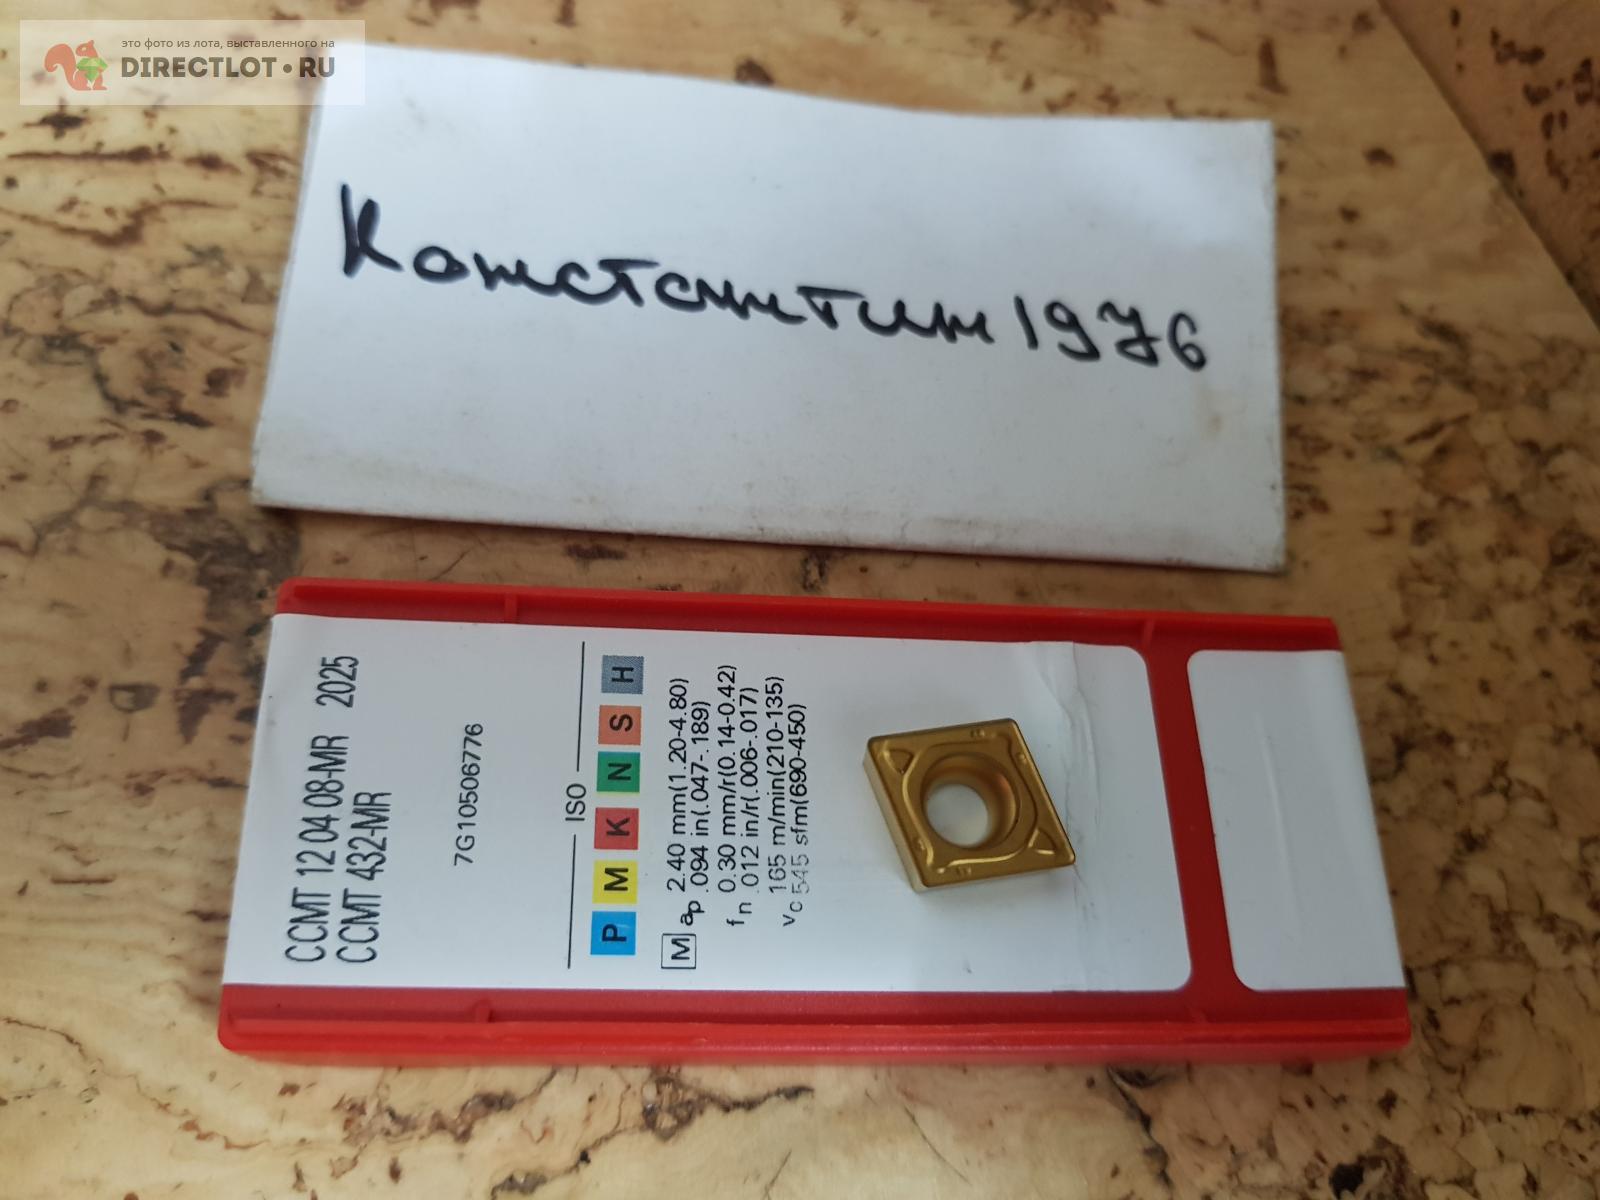 это фото из лота, выставленного на
DIRECTLOT•RU
Константин 1976
CCMT 12 04 08-MR 2025
CCMT 432-MR
7G10506776
ISO
P M K N S H
M ap 2.40 mm(1.20-4.80)
.094 in(.047-.189)
fn 0.30 mm/r(0.14-0.42)
.012 in/r(.006-.017)
vc 165 m/min(210-135)
545 sfm(690-450)